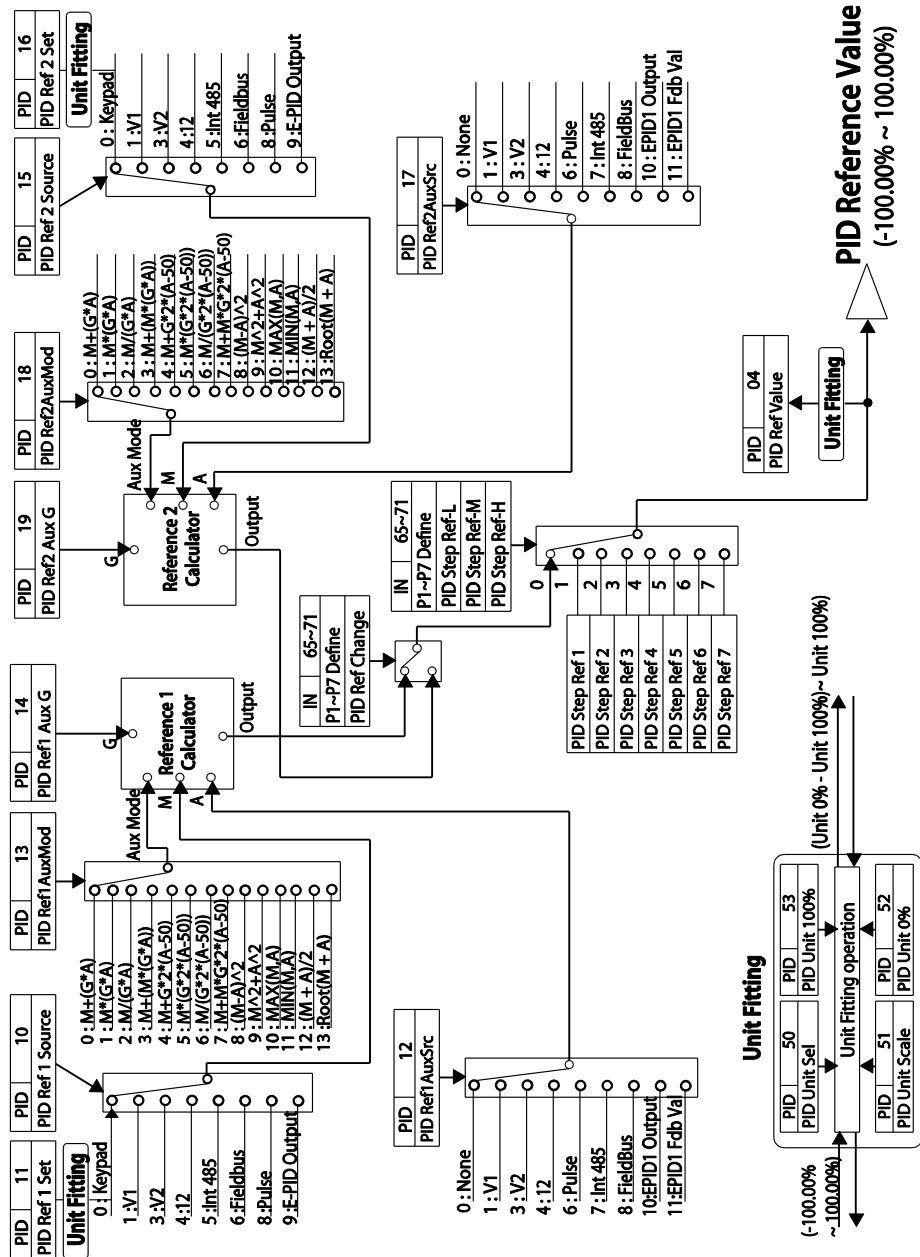 PID 11
PID Ref 1 Set
Unit Fitting
PID 10
PID Ref 1 Source
0 : Keypad
1 :V1
3 :V2
4 :12
5 :Int 485
6 :Fieldbus
8 :Pulse
9 :E-PID Output
PID 13
PID Ref1AuxMod
0 : M+(G*A)
1 : M*(G*A)
2 : M/(G*A)
3 : M+(M*(G*A))
4 : M+G*2*(A-50)
5 : M*(G*2*(A-50))
6 : M/(G*2*(A-50))
7 : M+M*G*2*(A-50)
8 : (M-A)^2
9 : M^2+A^2
10 : MAX(M,A)
11 : MIN(M,A)
12 : (M + A)/2
13 :Root(M + A)
PID 14
PID Ref1 Aux G
G
Aux Mode
M
A
Reference 1
Calculator
Output
PID 12
PID Ref1AuxSrc
0 : None
1 : V1
3 : V2
4 : 12
6 : Pulse
7 : Int 485
8 : FieldBus
10:EPID1 Output
11:EPID1 Fdb Val
PID 19
PID Ref2 Aux G
G
Aux Mode
M
A
Reference 2
Calculator
Output
PID 18
PID Ref2AuxMod
0 : M+(G*A)
1 : M*(G*A)
2 : M/(G*A)
3 : M+(M*(G*A))
4 : M+G*2*(A-50)
5 : M*(G*2*(A-50))
6 : M/(G*2*(A-50))
7 : M+M*G*2*(A-50)
8 : (M-A)^2
9 : M^2+A^2
10 : MAX(M,A)
11 : MIN(M,A)
12 : (M + A)/2
13 :Root(M + A)
PID 15
PID Ref 2 Source
PID 16
PID Ref 2 Set
Unit Fitting
0 : Keypad
1 :V1
3 :V2
4 :12
5 :Int 485
6 :Fieldbus
8 :Pulse
9 :E-PID Output
PID 17
PID Ref2AuxSrc
0 : None
1 : V1
3 : V2
4 : 12
6 : Pulse
7 : Int 485
8 : FieldBus
10 : EPID1 Output
11 : EPID1 Fdb Val
IN 65~71
P1~P7 Define
PID Ref Change
IN 65~71
P1~P7 Define
PID Step Ref-L
PID Step Ref-M
PID Step Ref-H
0
1
2
3
4
5
6
7
PID Step Ref 1
PID Step Ref 2
PID Step Ref 3
PID Step Ref 4
PID Step Ref 5
PID Step Ref 6
PID Step Ref 7
PID 04
PID Ref Value
Unit Fitting
PID Reference Value
(-100.00% ~ 100.00%)
Unit Fitting
PID 50
PID Unit Sel
PID 53
PID Unit 100%
Unit Fitting operation
PID 51
PID Unit Scale
PID 52
PID Unit 0%
(-100.00%
~ 100.00%)
(Unit 0% - Unit 100%)~ Unit 100%)